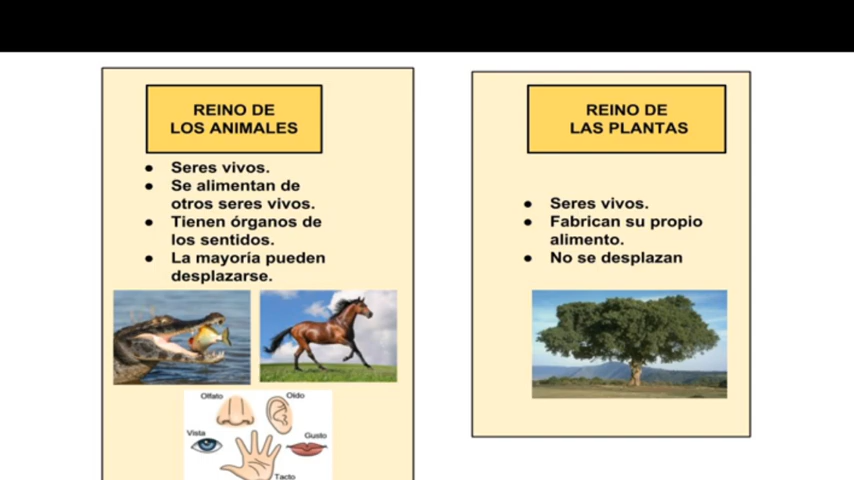 REINO DE
LOS ANIMALES
● Seres vivos.
● Se alimentan de
otros seres vivos.
● Tienen órganos de
los sentidos.
● La mayoría pueden
desplazarse.
Olfato
Oído
Vista
Gusto
Tacto
REINO DE
LAS PLANTAS
● Seres vivos.
● Fabrican su propio
alimento.
● No se desplazan